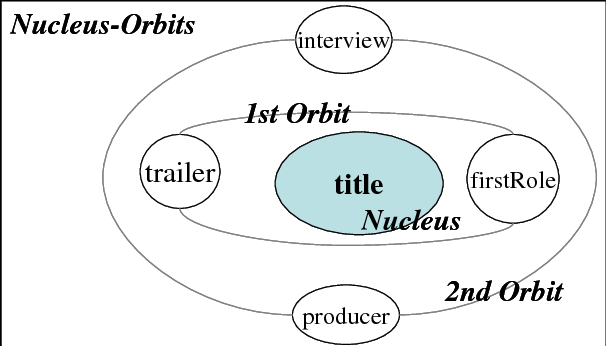 Nucleus-Orbits
interview
1st Orbit
trailer
title
firstRole
Nucleus
2nd Orbit
producer